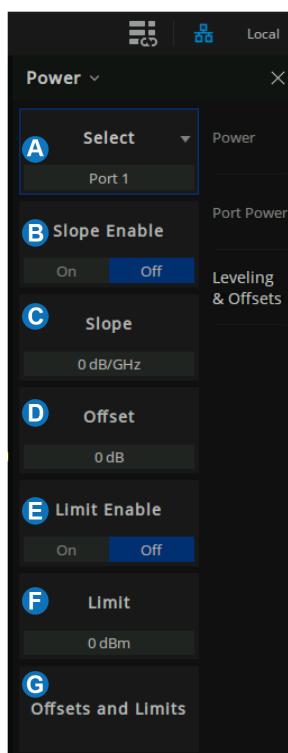 Local
Power
A
Select
Port 1
Power
B
Slope Enable
On Off
Port Power
C
Slope
0 dB/GHz
Leveling
& Offsets
D
Offset
0 dB
E
Limit Enable
On Off
F
Limit
0 dBm
G
Offsets and Limits